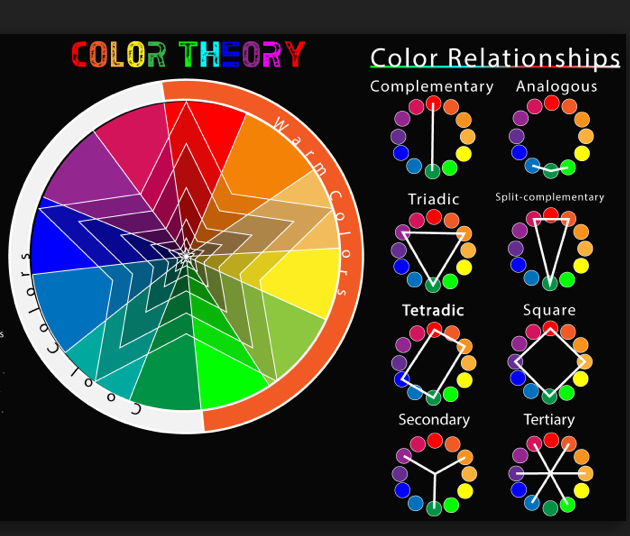 COLOR THEORY
Warm Colors
Cool Colors
s
Color Relationships
Complementary
Analogous
Triadic
Split-complementary
Tetradic
Square
Secondary
Tertiary